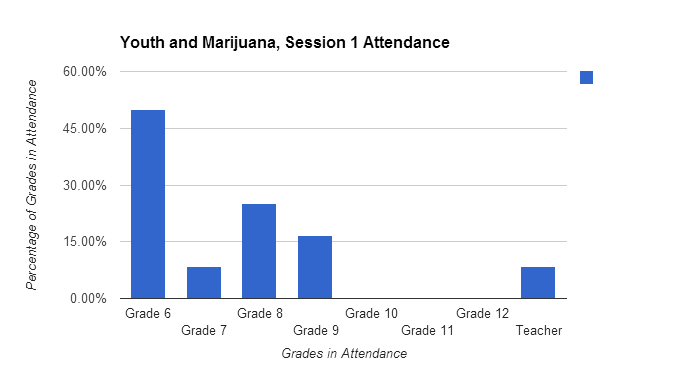 Youth and Marijuana, Session 1 Attendance
60.00%
45.00%
30.00%
15.00%
0.00%
Percentage of Grades in Attendance
Grade 6
Grade 7
Grade 8
Grade 9
Grade 10
Grade 11
Grade 12
Teacher
Grades in Attendance